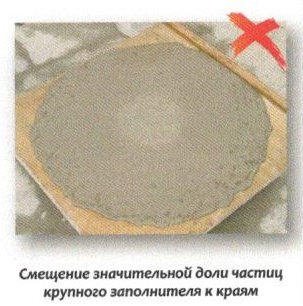 Смещение значительной доли частиц
крупного заполнителя к краям